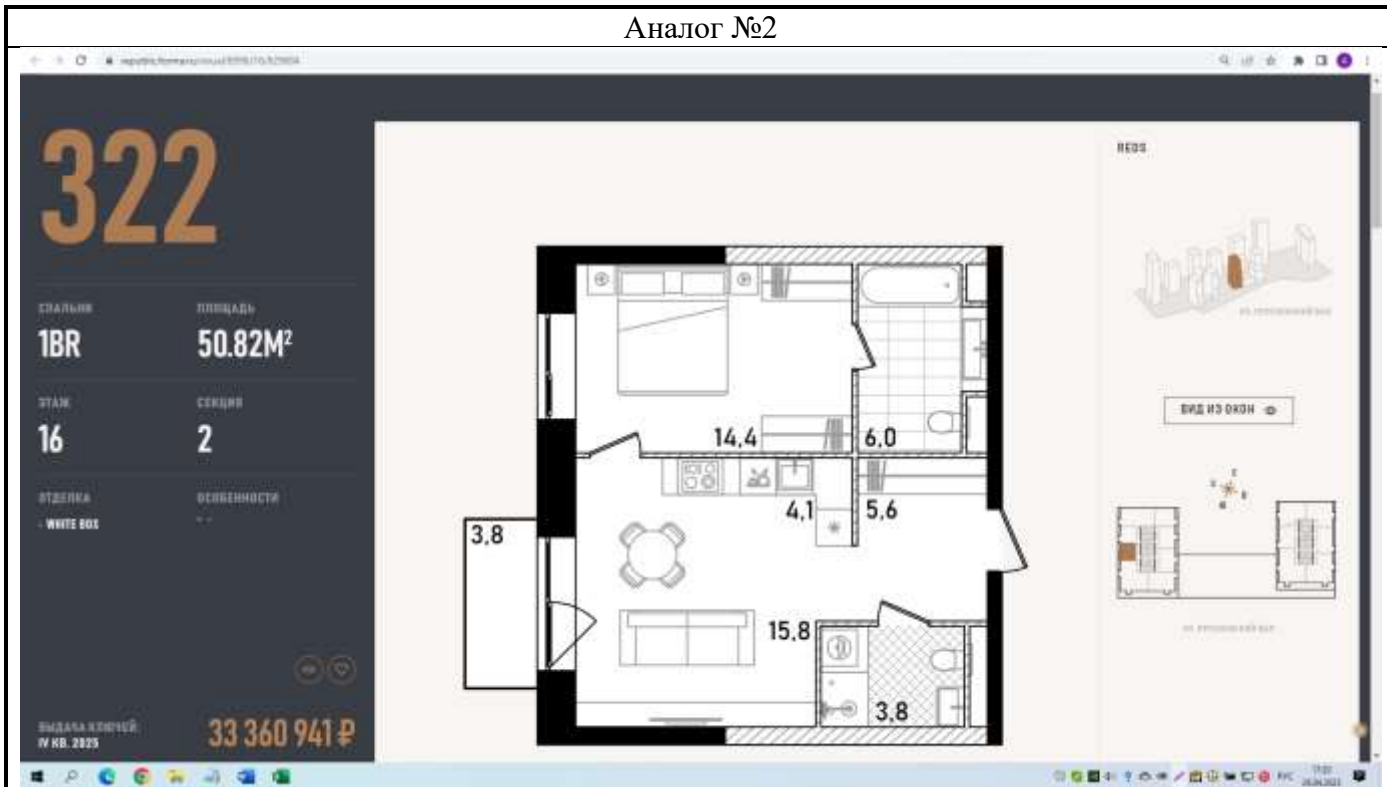 Аналог №2
322
СПАЛЬНИ ПЛОЩАДЬ
1BR 50.82М²
ЭТАЖ СЕКЦИЯ
16 2
ОТДЕЛКА ОСОБЕННОСТИ
- WHITE BOX - -
ВЫДАЧА КЛЮЧЕЙ:
IV КВ. 2025
33 360 941 ₽
14,4
6,0
4,1
5,6
3,8
15,8
3,8
REDS
ВИД ИЗ ОКОН
РУС